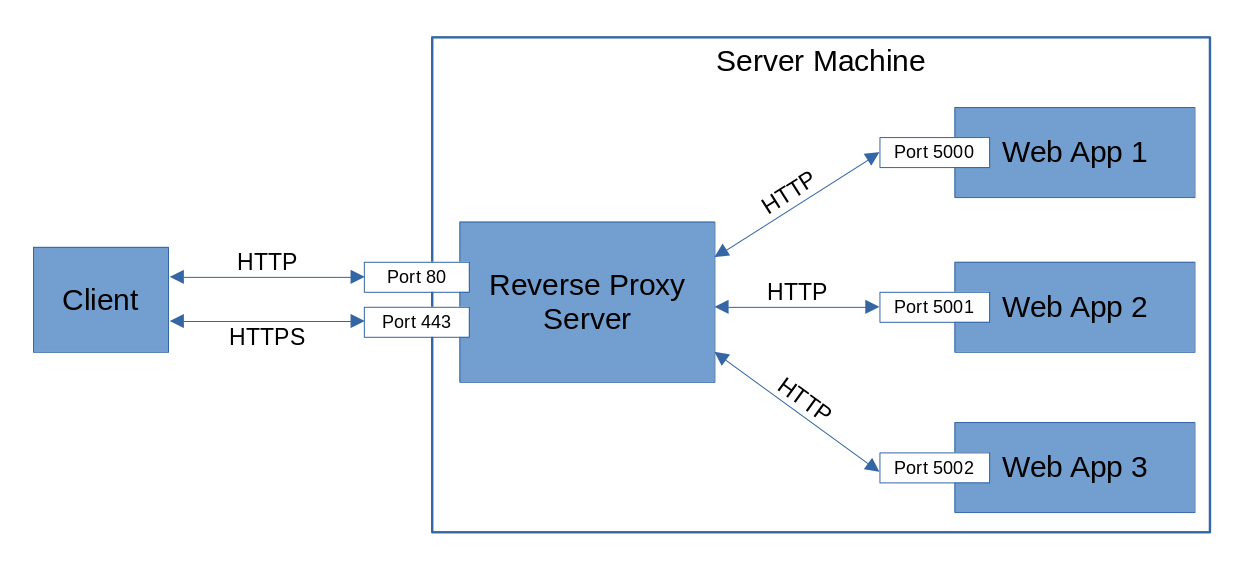 Server Machine
Port 5000
Web App 1
HTTP
HTTP
Port 80
Client
Port 443
HTTPS
Reverse Proxy
Server
HTTP
Port 5001
Web App 2
HTTP
Port 5002
Web App 3